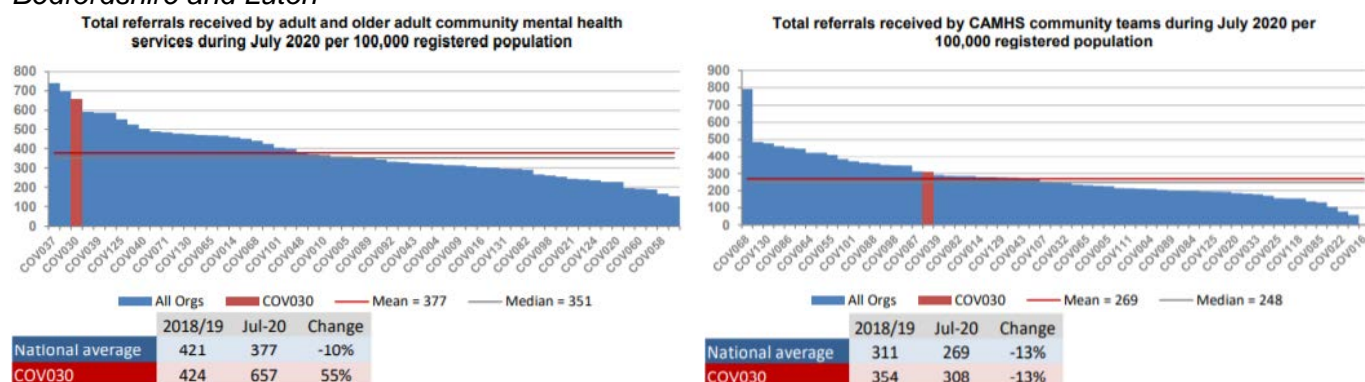 Bedfordshire and Luton
Total referrals received by adult and older adult community mental health
services during July 2020 per 100,000 registered population
800
700
600
500
400
300
200
100
0
COV037
COV030
COV039
COV125
COV040
COV071
COV130
COV065
COV014
COV068
COV101
COV048
COV010
COV005
COV089
COV092
COV043
COV004
COV009
COV016
COV131
COV082
COV098
COV021
COV124
COV020
COV060
COV058
All Orgs COV030 Mean = 377 Median = 351
2018/19 Jul-20 Change
National average 421 377 -10%
COV030 424 657 55%
Total referrals received by CAMHS community teams during July 2020 per
100,000 registered population
900
800
700
600
500
400
300
200
100
0
COV068
COV130
COV086
COV064
COV055
COV101
COV088
COV098
COV087
COV039
COV082
COV014
COV129
COV043
COV107
COV032
COV065
COV005
COV111
COV004
COV009
COV089
COV084
COV125
COV020
COV033
COV025
COV118
COV085
COV022
COV016
All Orgs COV030 Mean = 269 Median = 248
2018/19 Jul-20 Change
National average 311 269 -13%
COV030 354 308 -13%